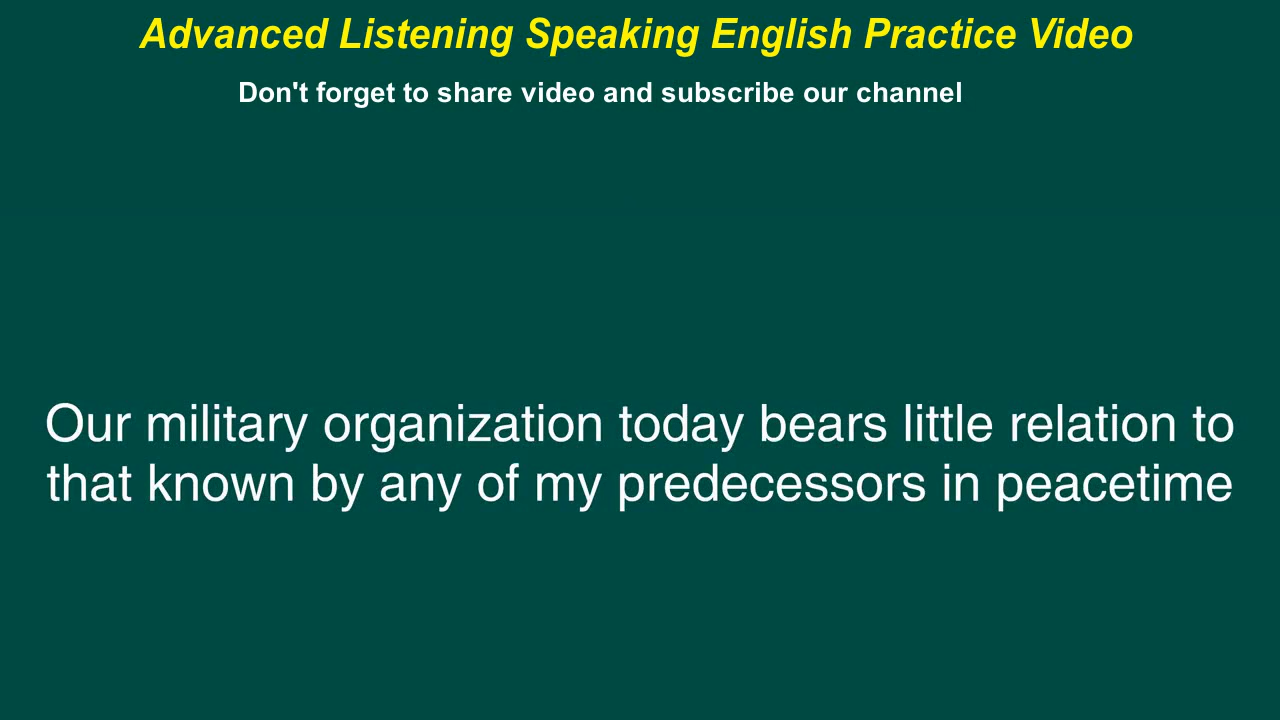 Advanced Listening Speaking English Practice Video
Don't forget to share video and subscribe our channel
Our military organization today bears little relation to
that known by any of my predecessors in peacetime